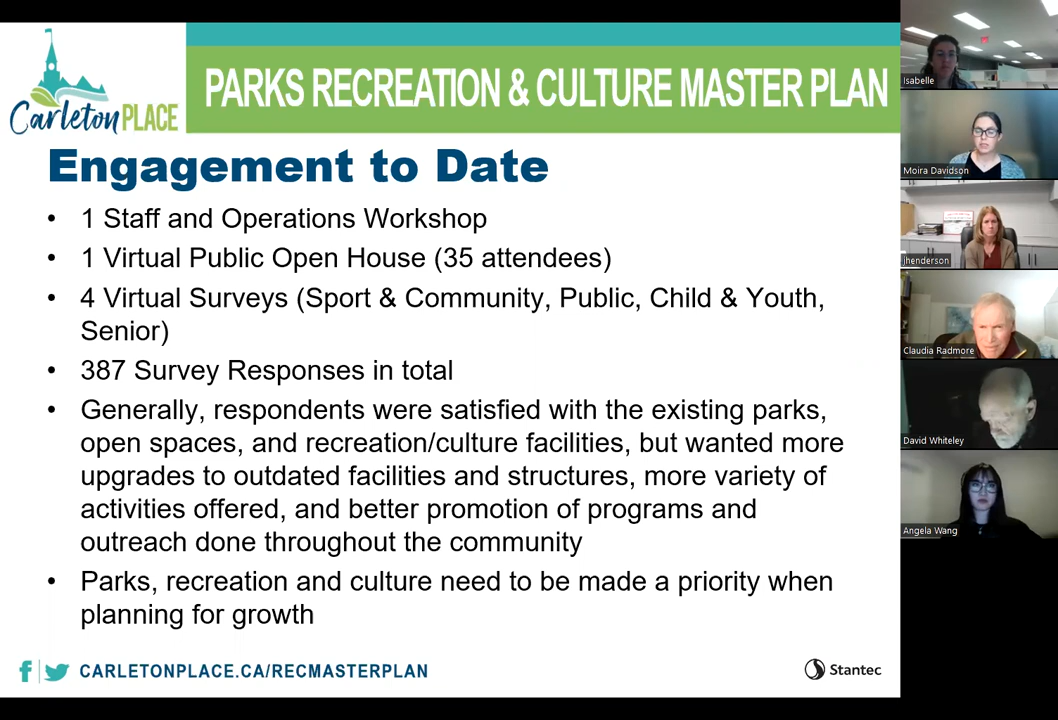 Carleton PLACE
PARKS RECREATION & CULTURE MASTER PLAN
Engagement to Date
• 1 Staff and Operations Workshop
• 1 Virtual Public Open House (35 attendees)
• 4 Virtual Surveys (Sport & Community, Public, Child & Youth,
Senior)
• 387 Survey Responses in total
• Generally, respondents were satisfied with the existing parks,
open spaces, and recreation/culture facilities, but wanted more
upgrades to outdated facilities and structures, more variety of
activities offered, and better promotion of programs and
outreach done throughout the community
• Parks, recreation and culture need to be made a priority when
planning for growth
CARLETONPLACE.CA/RECMASTERPLAN
Stantec
Isabelle
Moira Davidson
jhenderson
Claudia Radmore
David Whiteley
Angela Wang